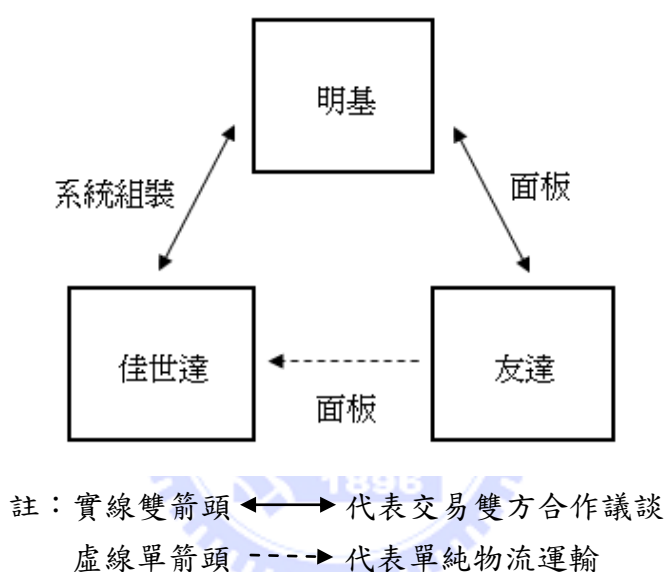 明基
系統組裝
面板
佳世達
友達
面板
1896
註：實線雙箭頭 ←→ 代表交易雙方合作議談
虛線單箭頭 ----→ 代表單純物流運輸